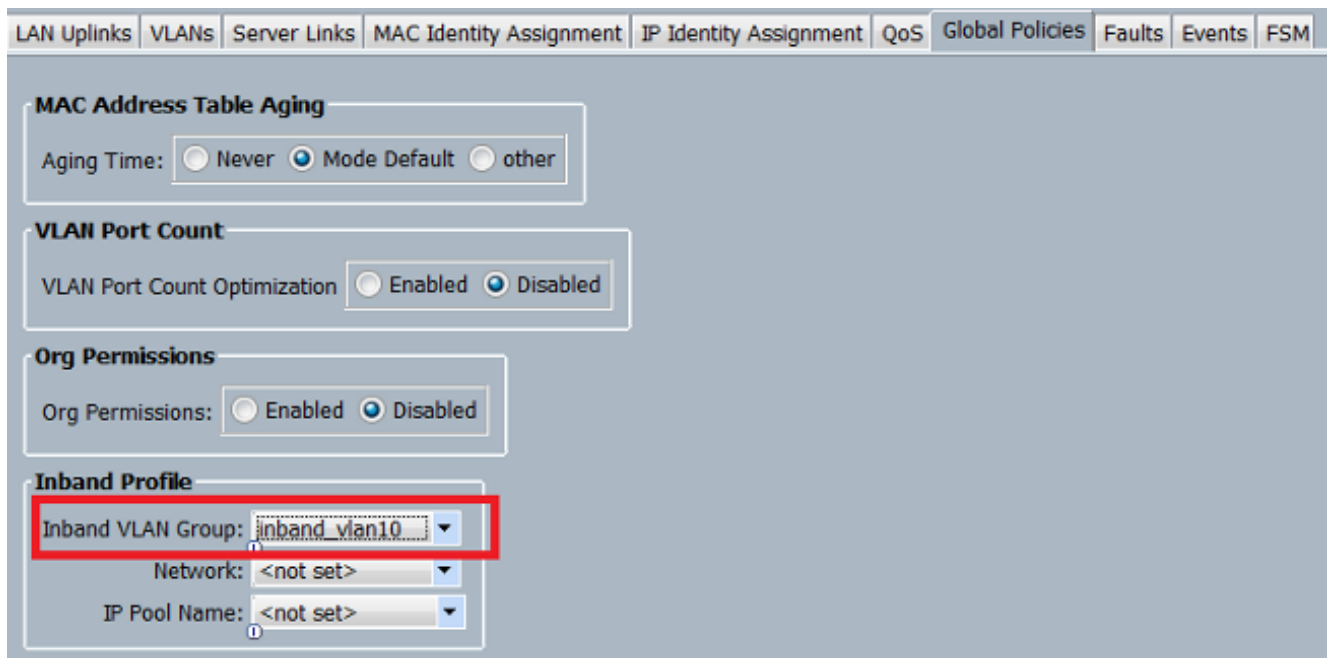 LAN Uplinks VLANs Server Links MAC Identity Assignment IP Identity Assignment QoS Global Policies Faults Events FSM
MAC Address Table Aging
Aging Time: Never Mode Default other
VLAN Port Count
VLAN Port Count Optimization Enabled Disabled
Org Permissions
Org Permissions: Enabled Disabled
Inband Profile
Inband VLAN Group: inband_vlan10
Network: <not set>
IP Pool Name: <not set>